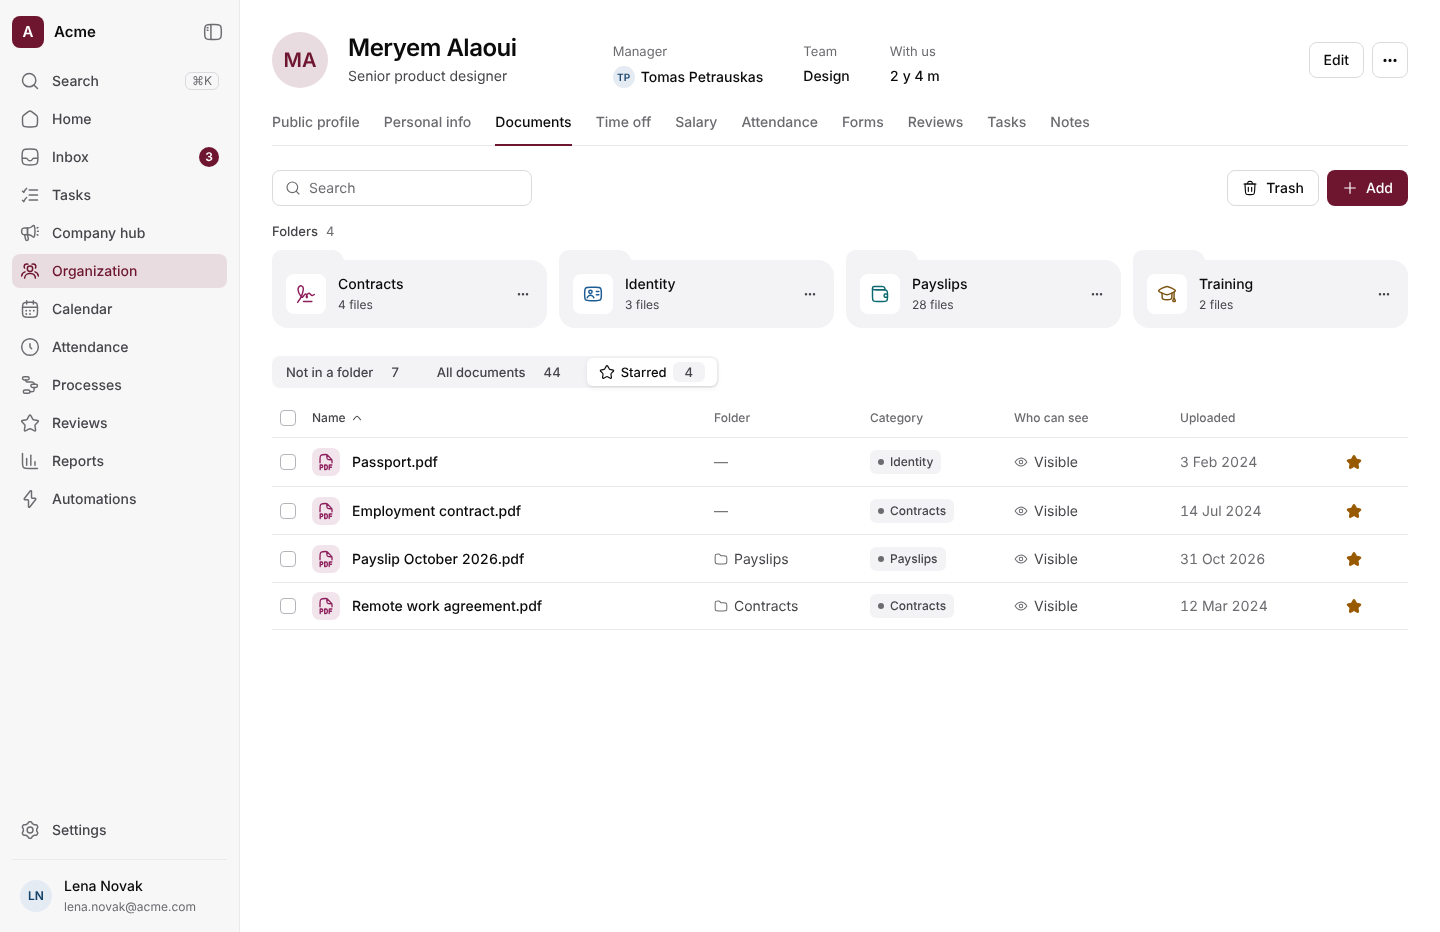 A Acme
Search ⌘K
Home
Inbox 3
Tasks
Company hub
Organization
Calendar
Attendance
Processes
Reviews
Reports
Automations
Settings
LN Lena Novak
lena.novak@acme.com
MA Meryem Alaoui
Senior product designer
Manager
TP Tomas Petrauskas
Team
Design
With us
2 y 4 m
Edit
Public profile Personal info Documents Time off Salary Attendance Forms Reviews Tasks Notes
Search
Trash
Add
Folders 4
Contracts
4 files
Identity
3 files
Payslips
28 files
Training
2 files
Not in a folder 7 All documents 44 Starred 4
Name Folder Category Who can see Uploaded
PDF Passport.pdf — Identity Visible 3 Feb 2024
PDF Employment contract.pdf — Contracts Visible 14 Jul 2024
PDF Payslip October 2026.pdf Payslips Payslips Visible 31 Oct 2026
PDF Remote work agreement.pdf Contracts Contracts Visible 12 Mar 2024